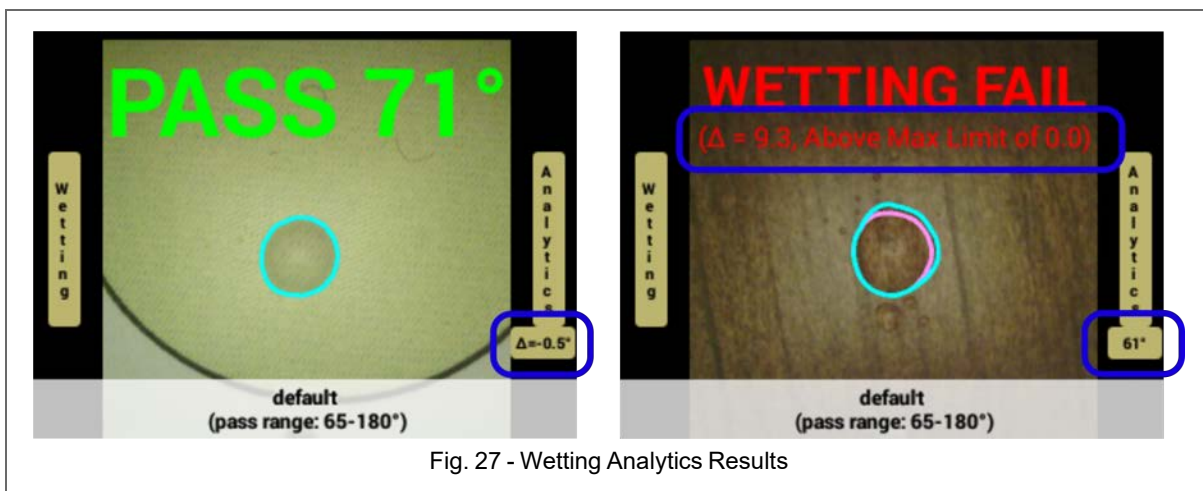 PASS 71°
Wetting
Analytics
Δ=-0.5°
default
(pass range: 65-180°)
WETTING FAIL
(Δ = 9.3, Above Max Limit of 0.0)
Wetting
Analytics
61°
default
(pass range: 65-180°)
Fig. 27 - Wetting Analytics Results